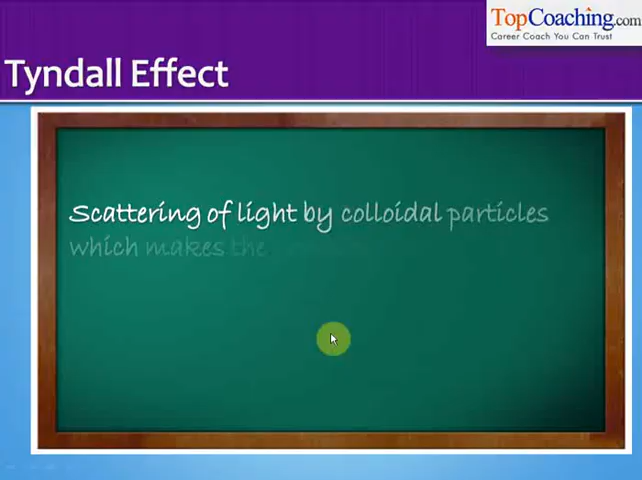 TopCoaching.com
Career Coach You Can Trust
Tyndall Effect
Scattering of light by colloidal particles
which makes the